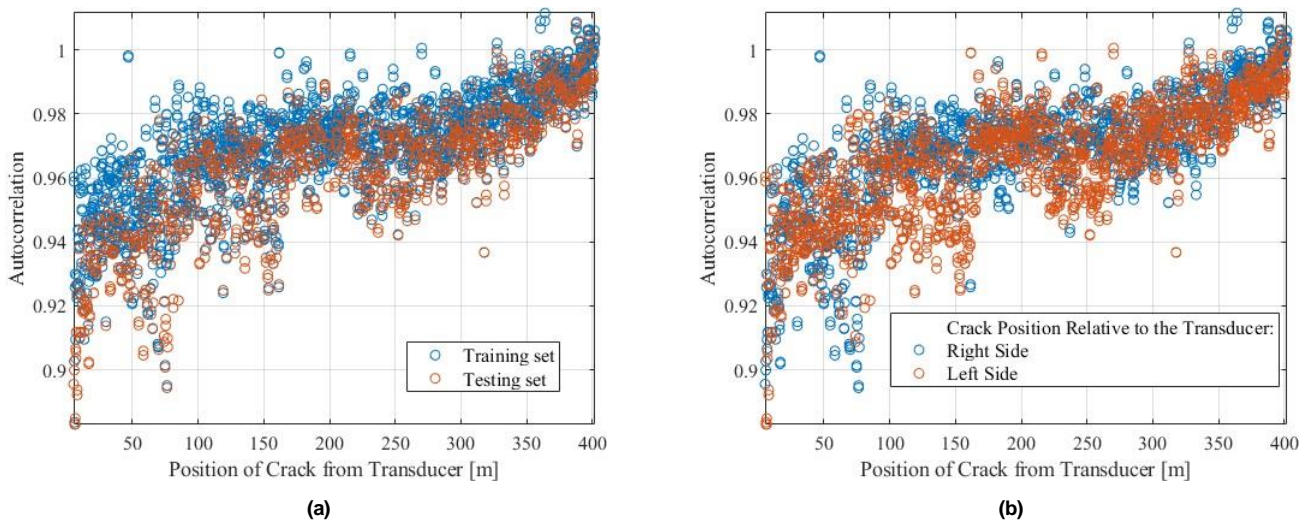 1
0.98
0.96
0.94
0.92
0.9
Autocorrelation
Training set
Testing set
50 100 150 200 250 300 350 400
Position of Crack from Transducer [m]
(a)
1
0.98
0.96
0.94
0.92
0.9
Autocorrelation
Crack Position Relative to the Transducer:
Right Side
Left Side
50 100 150 200 250 300 350 400
Position of Crack from Transducer [m]
(b)